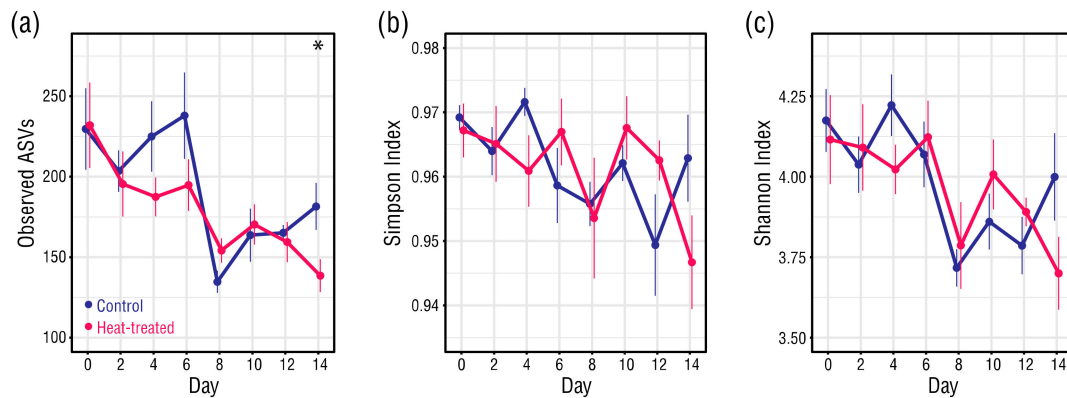 (a)
Observed ASVs
250
200
150
100
*
Control
Heat-treated
0 2 4 6 8 10 12 14
Day
(b)
Simpson Index
0.98
0.97
0.96
0.95
0.94
0 2 4 6 8 10 12 14
Day
(c)
Shannon Index
4.25
4.00
3.75
3.50
0 2 4 6 8 10 12 14
Day